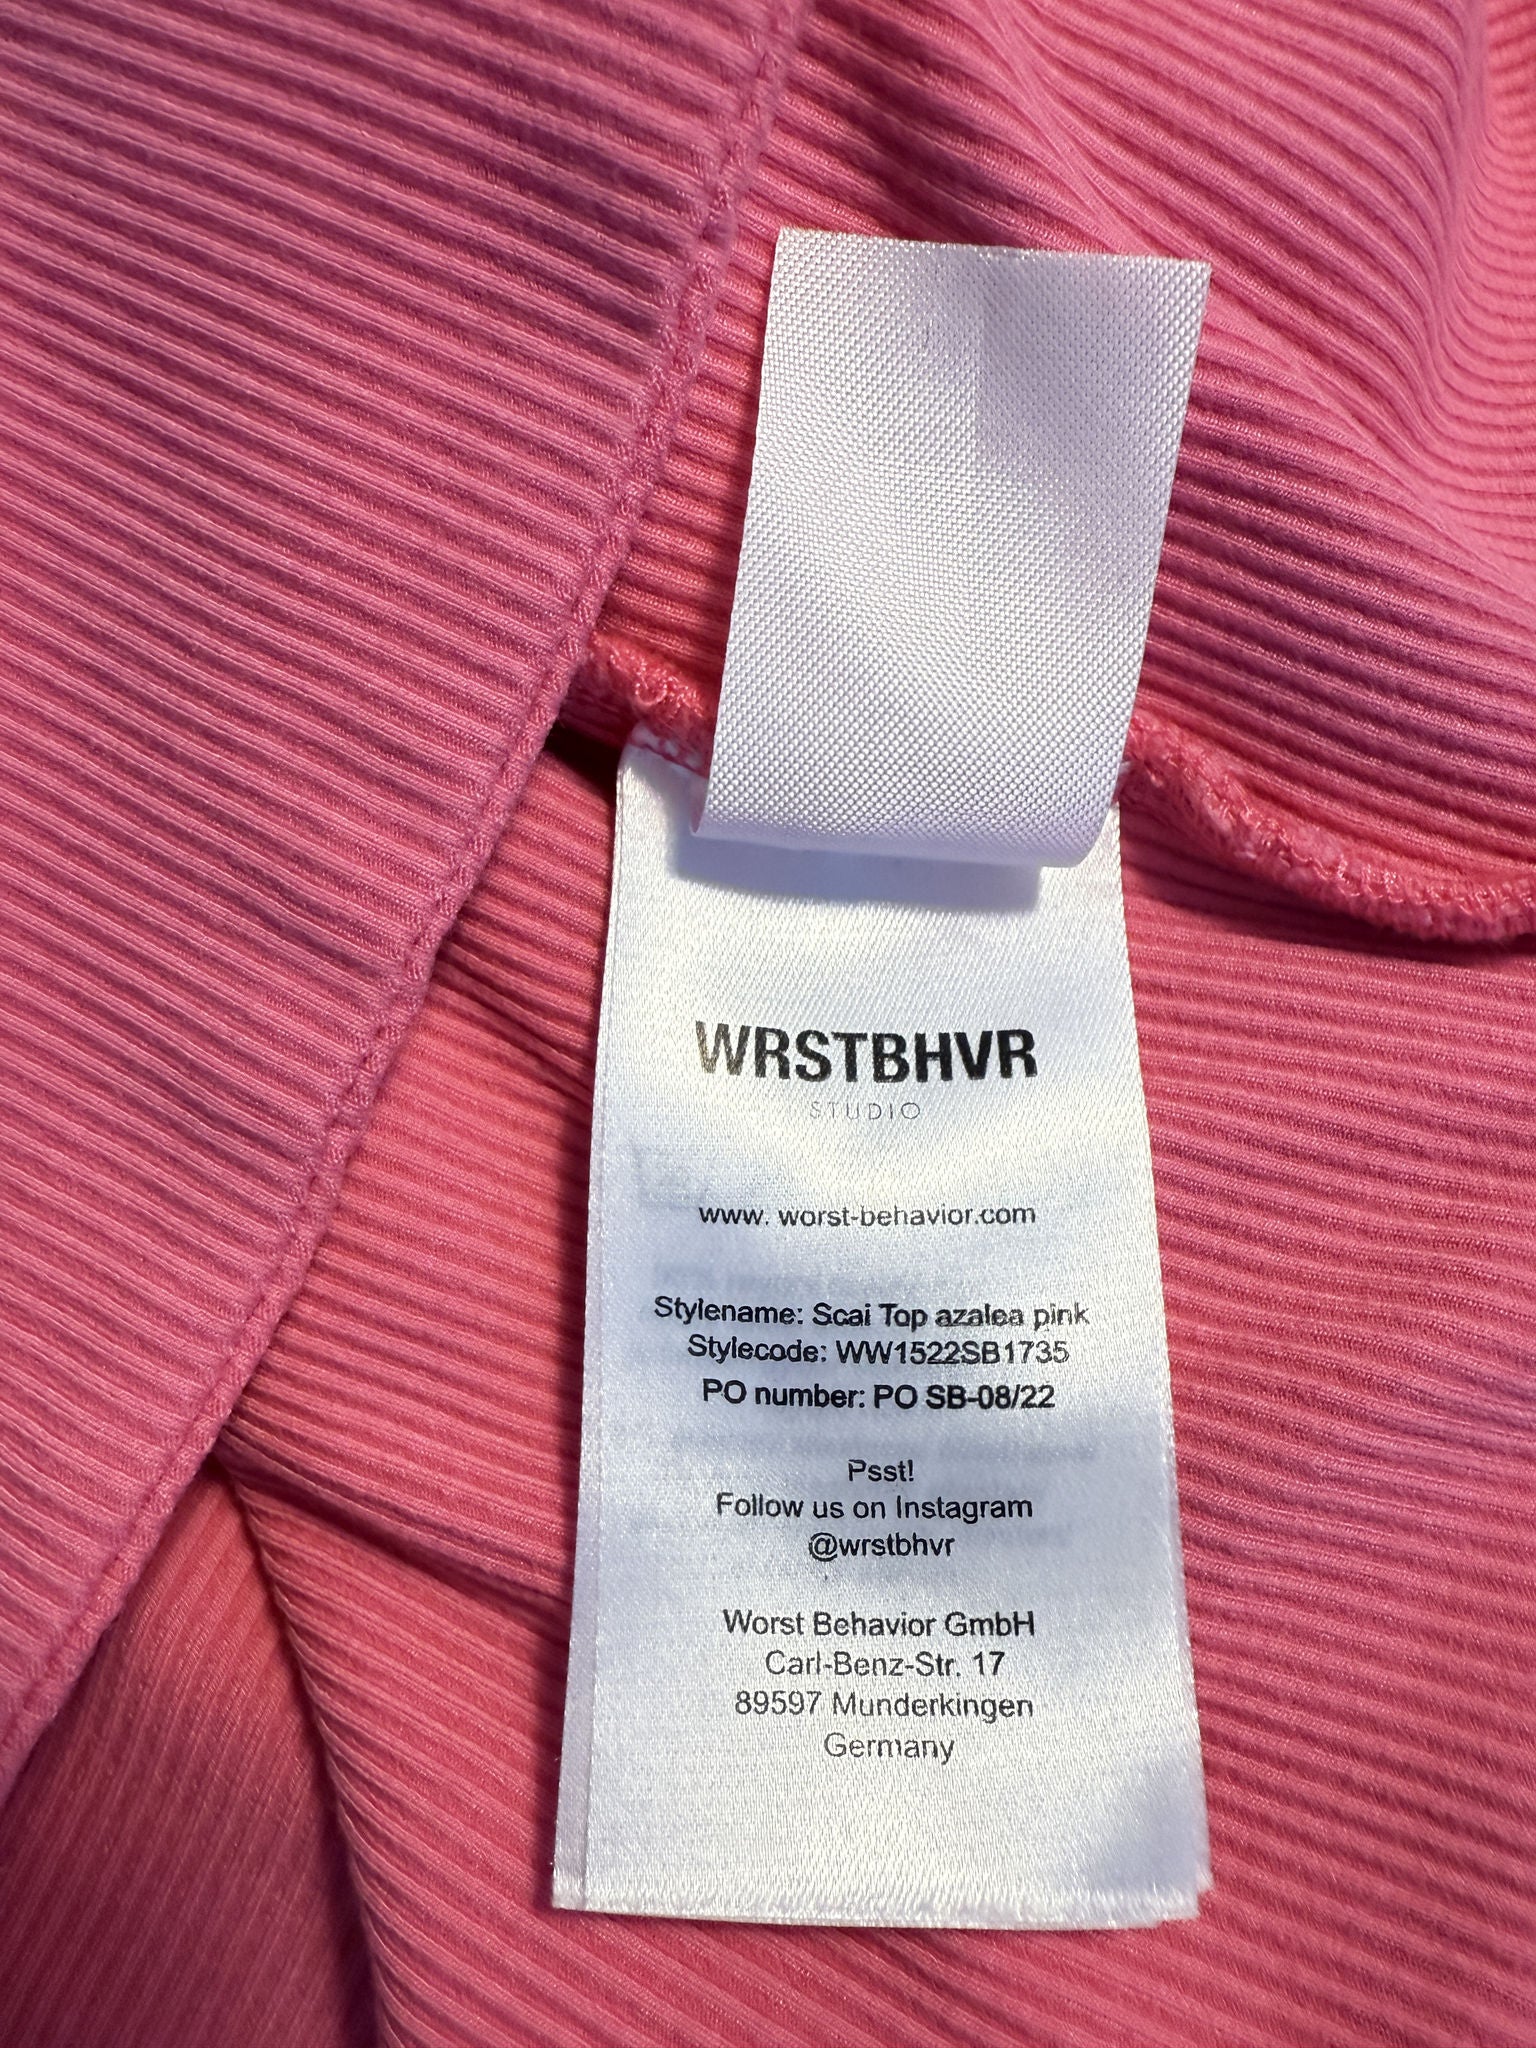 WRSTBHVR
STUDIO
www. worst-behavior.com
Stylename: Scai Top azalea pink
Stylecode: WW1522SB1735
PO number: PO SB-08/22
Psst!
Follow us on Instagram
@wrstbhvr
Worst Behavior GmbH
Carl-Benz-Str. 17
89597 Munderkingen
Germany